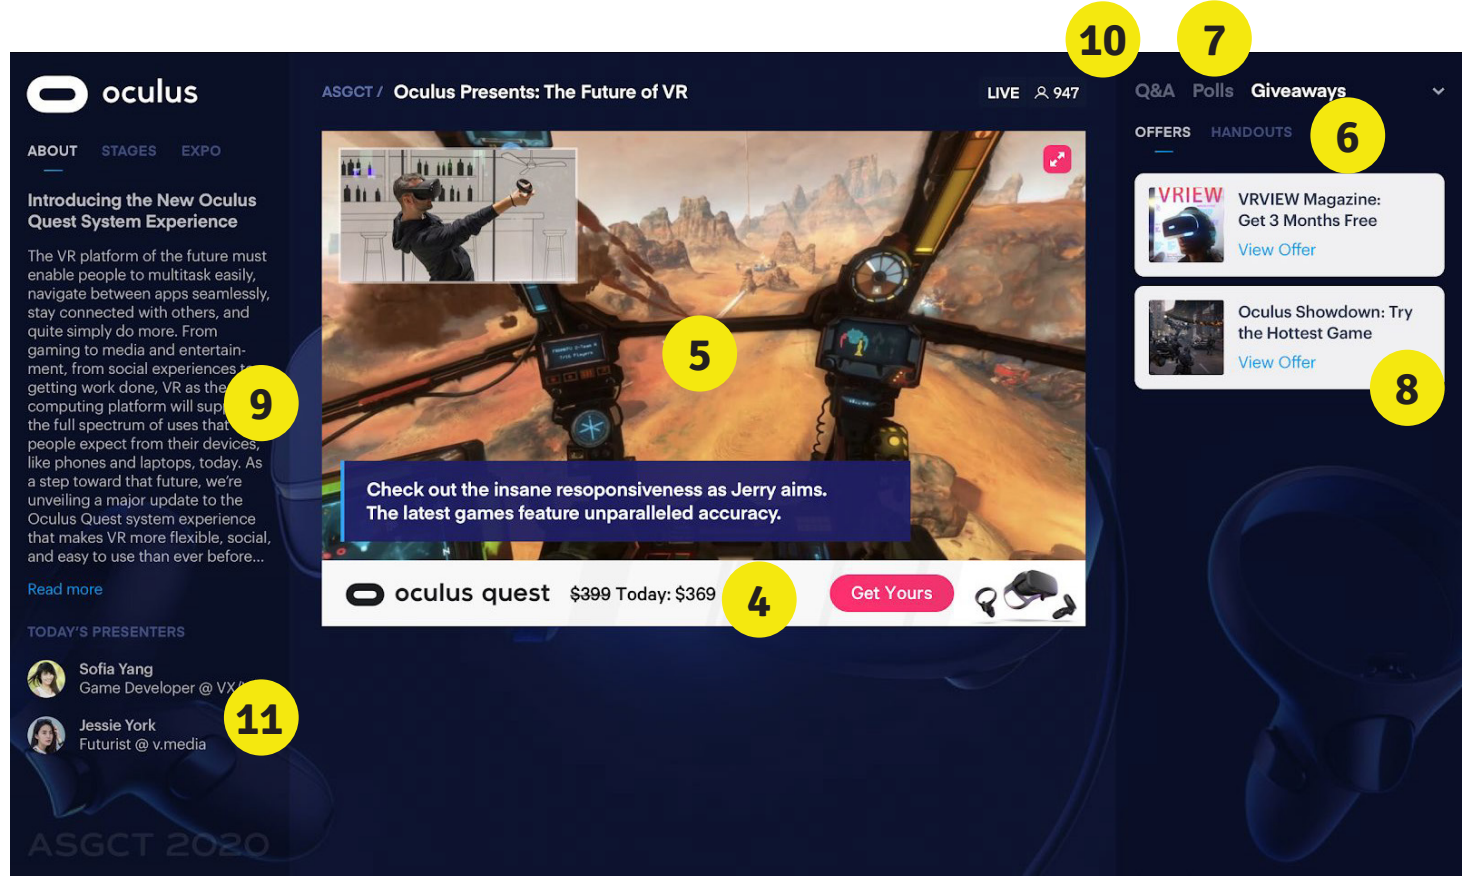 10
7
oculus
ASGCT / Oculus Presents: The Future of VR
LIVE 947
Q&A Polls Giveaways
ABOUT STAGES EXPO
OFFERS HANDOUTS
6
Introducing the New Oculus
Quest System Experience
The VR platform of the future must
enable people to multitask easily,
navigate between apps seamlessly,
stay connected with others, and
quite simply do more. From
gaming to media and entertain-
ment, from social experiences
getting work done, VR as the
computing platform will
the full spectrum of uses that
people expect from their devices,
like phones and laptops, today. As
a step toward that future, we're
unveiling a major update to the
Oculus Quest system experience
that makes VR more flexible, social,
and easy to use than ever before...
9
Read more
TODAY'S PRESENTERS
Sofia Yang
Game Developer @
Jessie York
Futurist @ v.media
11
ASGCT 2020
5
Check out the insane resoponsiveness as Jerry aims.
The latest games feature unparalleled accuracy.
oculus quest $399 Today: $369
4
Get Yours
VRIEW
VRVIEW Magazine:
Get 3 Months Free
View Offer
Oculus Showdown: Try
the Hottest Game
View Offer
8